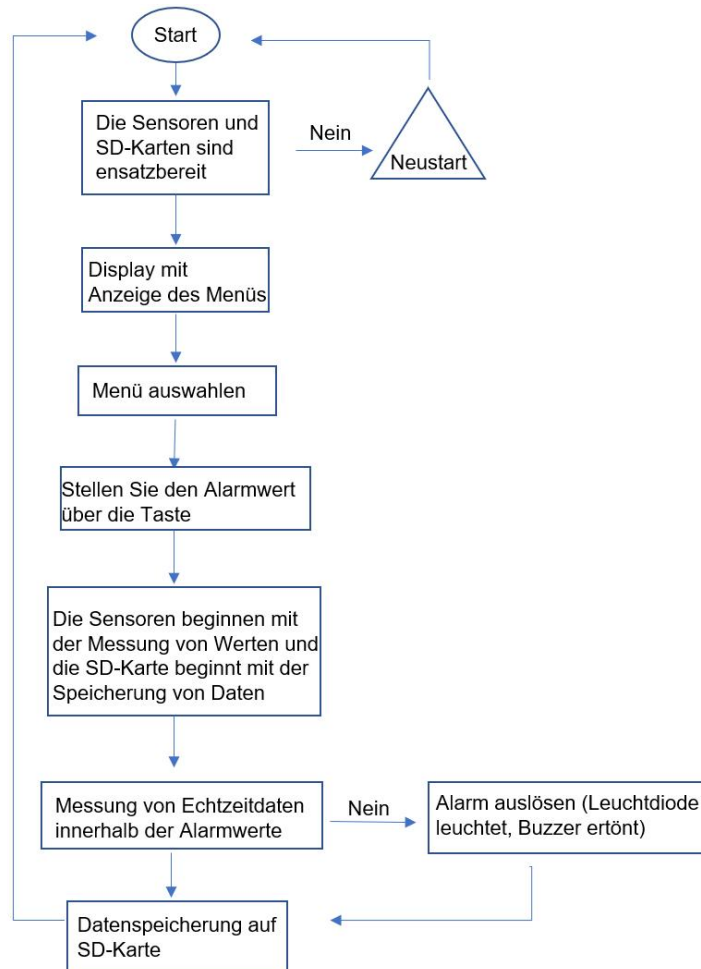 Start
Die Sensoren und
SD-Karten sind
ensatzbereit
Nein
Neustart
Display mit
Anzeige des Menüs
Menü auswahlen
Stellen Sie den Alarmwert
über die Taste
Die Sensoren beginnen mit
der Messung von Werten und
die SD-Karte beginnt mit der
Speicherung von Daten
Messung von Echtzeitdaten
innerhalb der Alarmwerte
Nein
Alarm auslösen (Leuchtdiode
leuchtet, Buzzer ertönt)
Datenspeicherung auf
SD-Karte